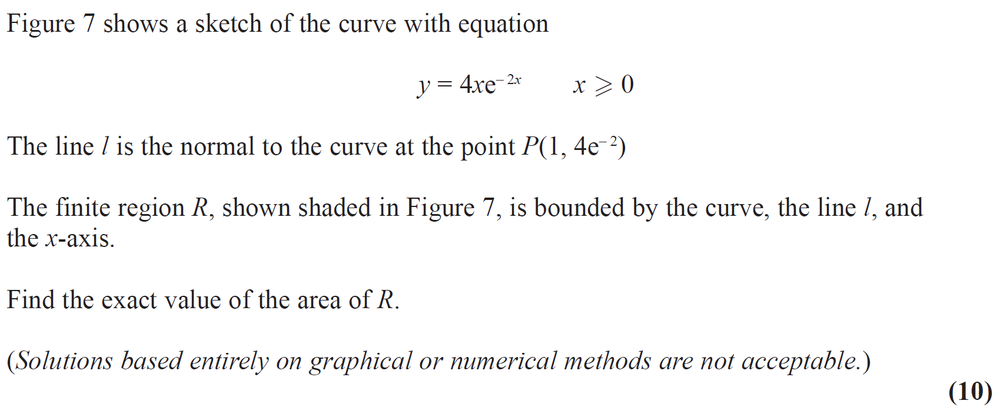 Figure 7 shows a sketch of the curve with equation
y = 4xe⁻²ˣ x ⩾ 0
The line l is the normal to the curve at the point P(1, 4e⁻²)
The finite region R, shown shaded in Figure 7, is bounded by the curve, the line l, and
the x-axis.
Find the exact value of the area of R.
(Solutions based entirely on graphical or numerical methods are not acceptable.)
(10)